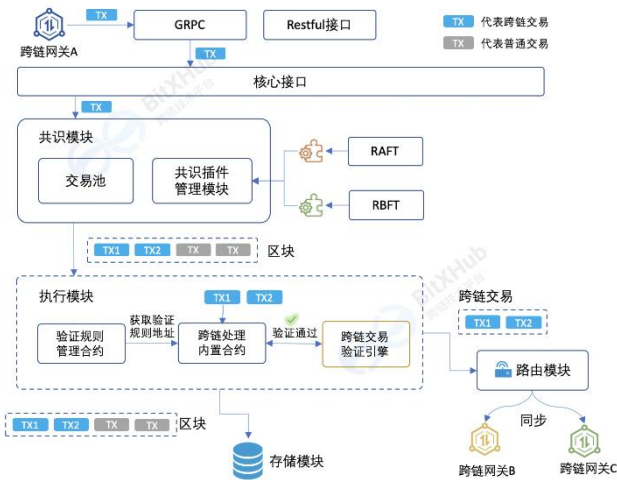 TX
代表跨链交易
TX
代表普通交易
跨链网关A
TX
GRPC
Restful接口
TX
核心接口
TX
共识模块
交易池
共识插件
管理模块
RAFT
RBFT
TX1 TX2 TX TX
区块
执行模块
TX1 TX2
验证规则
管理合约
获取验证
规则地址
跨链处理
内置合约
验证通过
跨链交易
验证引擎
跨链交易
TX1 TX2
路由模块
同步
跨链网关B
跨链网关C
TX1 TX2 TX TX
区块
存储模块
BitXHub
BitXHub